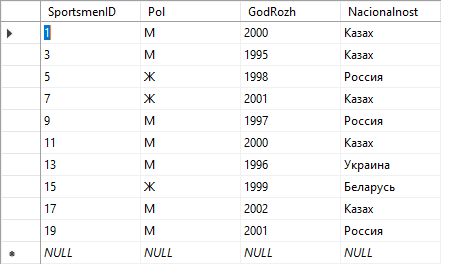 SportsmenID Pol GodRozh Nacionalnost
1 М 2000 Казах
3 М 1995 Казах
5 Ж 1998 Россия
7 Ж 2001 Казах
9 М 1997 Россия
11 М 2000 Казах
13 М 1996 Украина
15 Ж 1999 Беларусь
17 М 2002 Казах
19 М 2001 Россия
NULL NULL NULL NULL